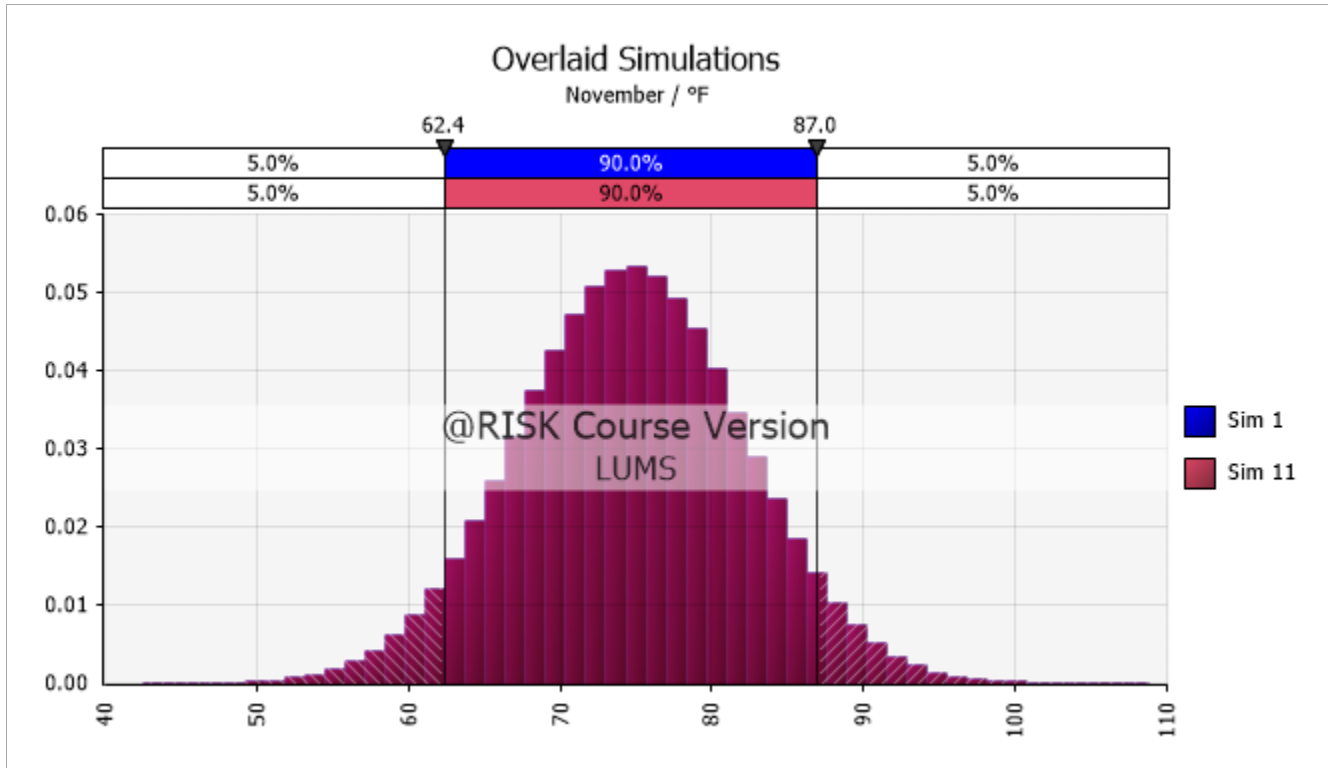 Overlaid Simulations
November / °F
62.4 87.0
5.0% 90.0% 5.0%
5.0% 90.0% 5.0%
0.06
0.05
0.04
0.03
0.02
0.01
0.00
@RISK Course Version
LUMS
Sim 1
Sim 11
40 50 60 70 80 90 100 110